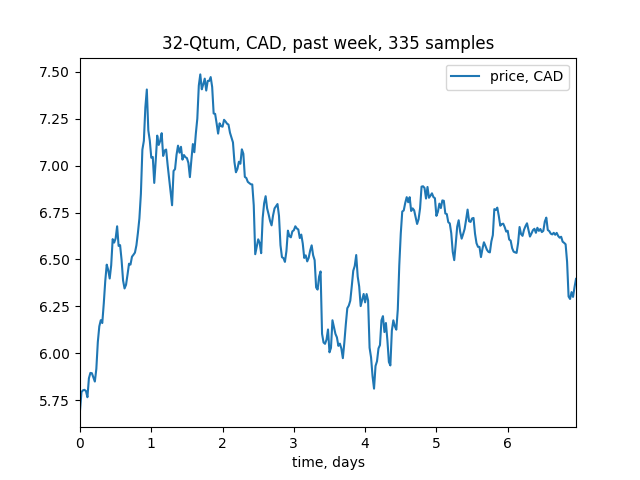 32-Qtum, CAD, past week, 335 samples
price, CAD
7.50
7.25
7.00
6.75
6.50
6.25
6.00
5.75
0 1 2 3 4 5 6
time, days